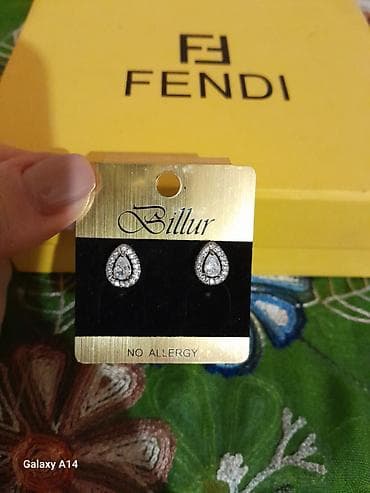 FENDI
Billur
NO ALLERGY
Galaxy A14